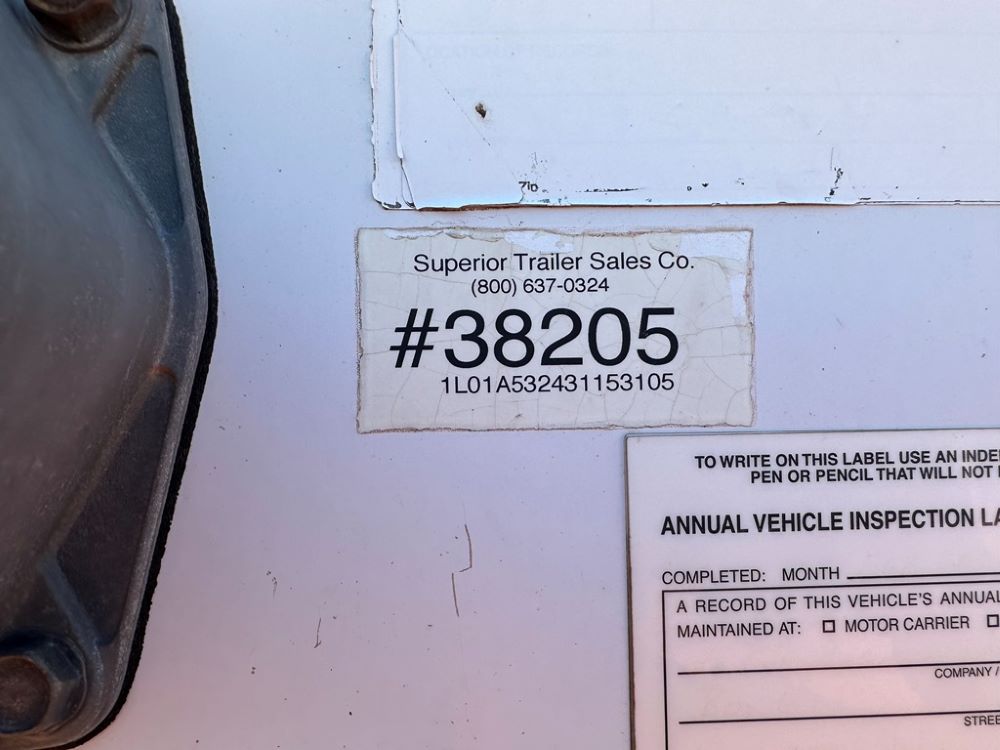 Superior Trailer Sales Co.
(800) 637-0324
#38205
1L01A532431153105
TO WRITE ON THIS LABEL USE AN INDE
PEN OR PENCIL THAT WILL NOT
ANNUAL VEHICLE INSPECTION LA
COMPLETED: MONTH
A RECORD OF THIS VEHICLE'S ANNUAL
MAINTAINED AT: ☐ MOTOR CARRIER ☐
COMPANY /
STREE